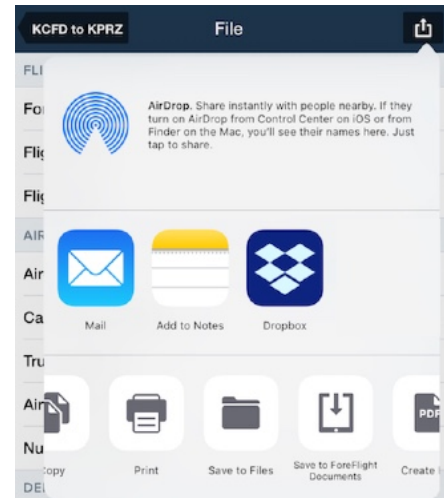 KCFD to KPRZ
File
FLI
For
Flig
Flig
AirDrop. Share instantly with people nearby. If they
turn on AirDrop from Control Center on iOS or from
Finder on the Mac, you'll see their names here. Just
tap to share.
AIR
Air
Ca
Mail
Add to Notes
Dropbox
Tru
Air
Nu
PDF
Copy
Print
Save to Files
Save to ForeFlight
Documents
Create
DE